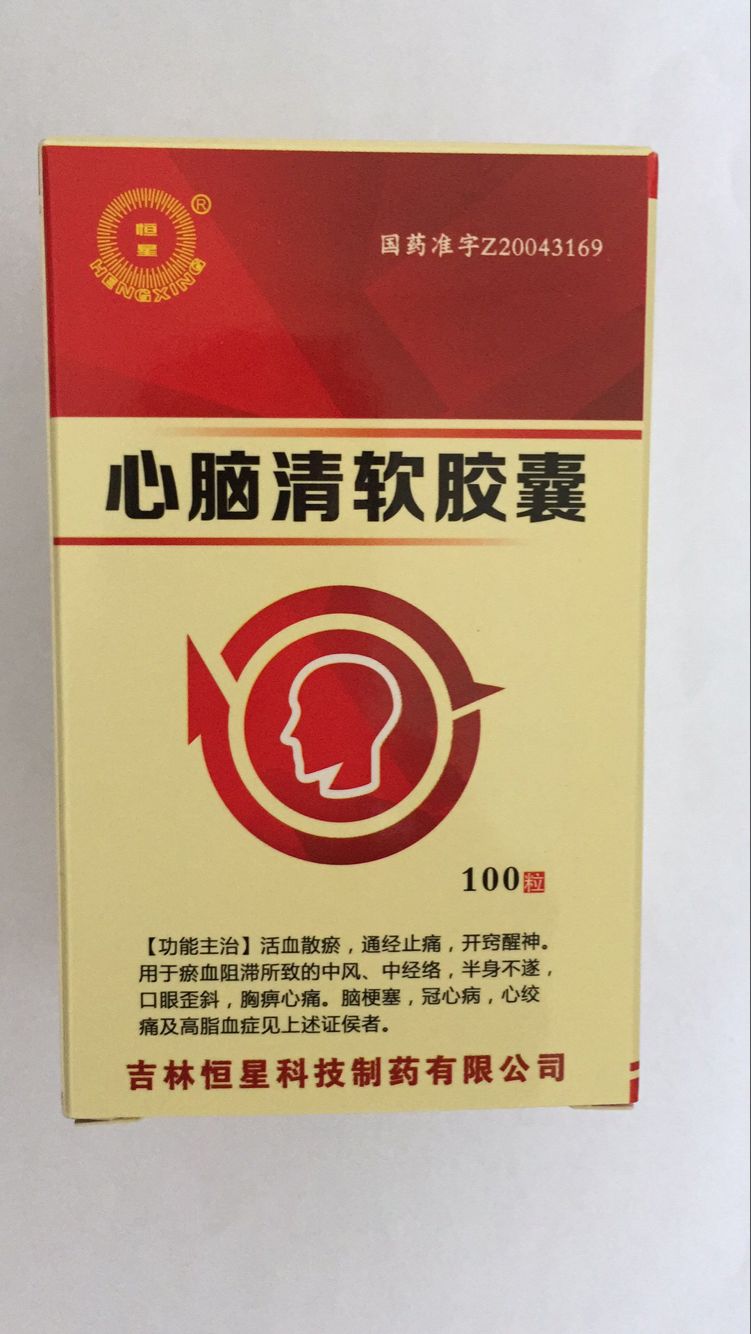 恒星
HENGXING
®
国药准字Z20043169
心脑清软胶囊
100粒
【功能主治】活血散瘀，通经止痛，开窍醒神。
用于瘀血阻滞所致的中风、中经络，半身不遂，
口眼歪斜，胸痹心痛。脑梗塞，冠心病，心绞
痛及高脂血症见上述证侯者。
吉林恒星科技制药有限公司